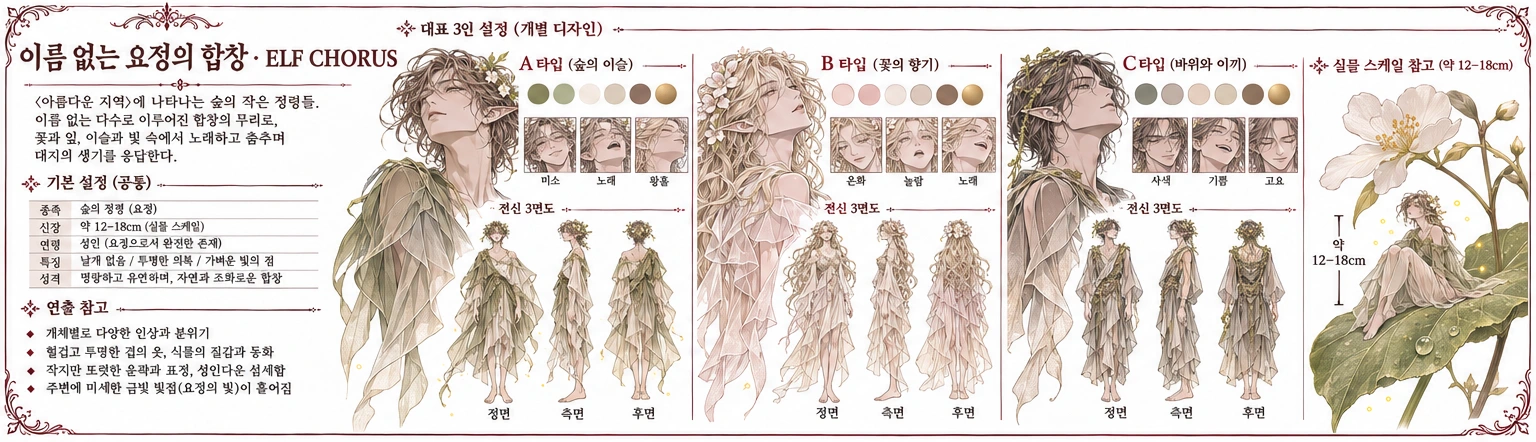 이름 없는 요정의 합창 · ELF CHORUS
〈아름다운 지역〉에 나타나는 숲의 작은 정령들.
이름 없는 다수로 이루어진 합창의 무리로,
꽃과 잎, 이슬과 빛 속에서 노래하고 춤추며
대지의 생기를 응답한다.
기본 설정 (공통)
종족 숲의 정령 (요정)
신장 약 12–18cm (실물 스케일)
연령 성인 (요정으로서 완전한 존재)
특징 날개 없음 / 투명한 의복 / 가벼운 빛의 점
성격 명랑하고 유연하며, 자연과 조화로운 합창
연출 참고
개체별로 다양한 인상과 분위기
헐겁고 투명한 겹의 옷, 식물의 질감과 동화
작지만 또렷한 윤곽과 표정, 성인다운 섬세함
주변에 미세한 금빛 빛점(요정의 빛)이 흩어짐
대표 3인 설정 (개별 디자인)
A 타입 (숲의 이슬)
미소 노래 황홀
전신 3면도
정면 측면 후면
B 타입 (꽃의 향기)
온화 놀람 노래
전신 3면도
정면 측면 후면
C 타입 (바위와 이끼)
사색 기쁨 고요
전신 3면도
정면 측면 후면
실물 스케일 참고 (약 12–18cm)
약
12–18cm